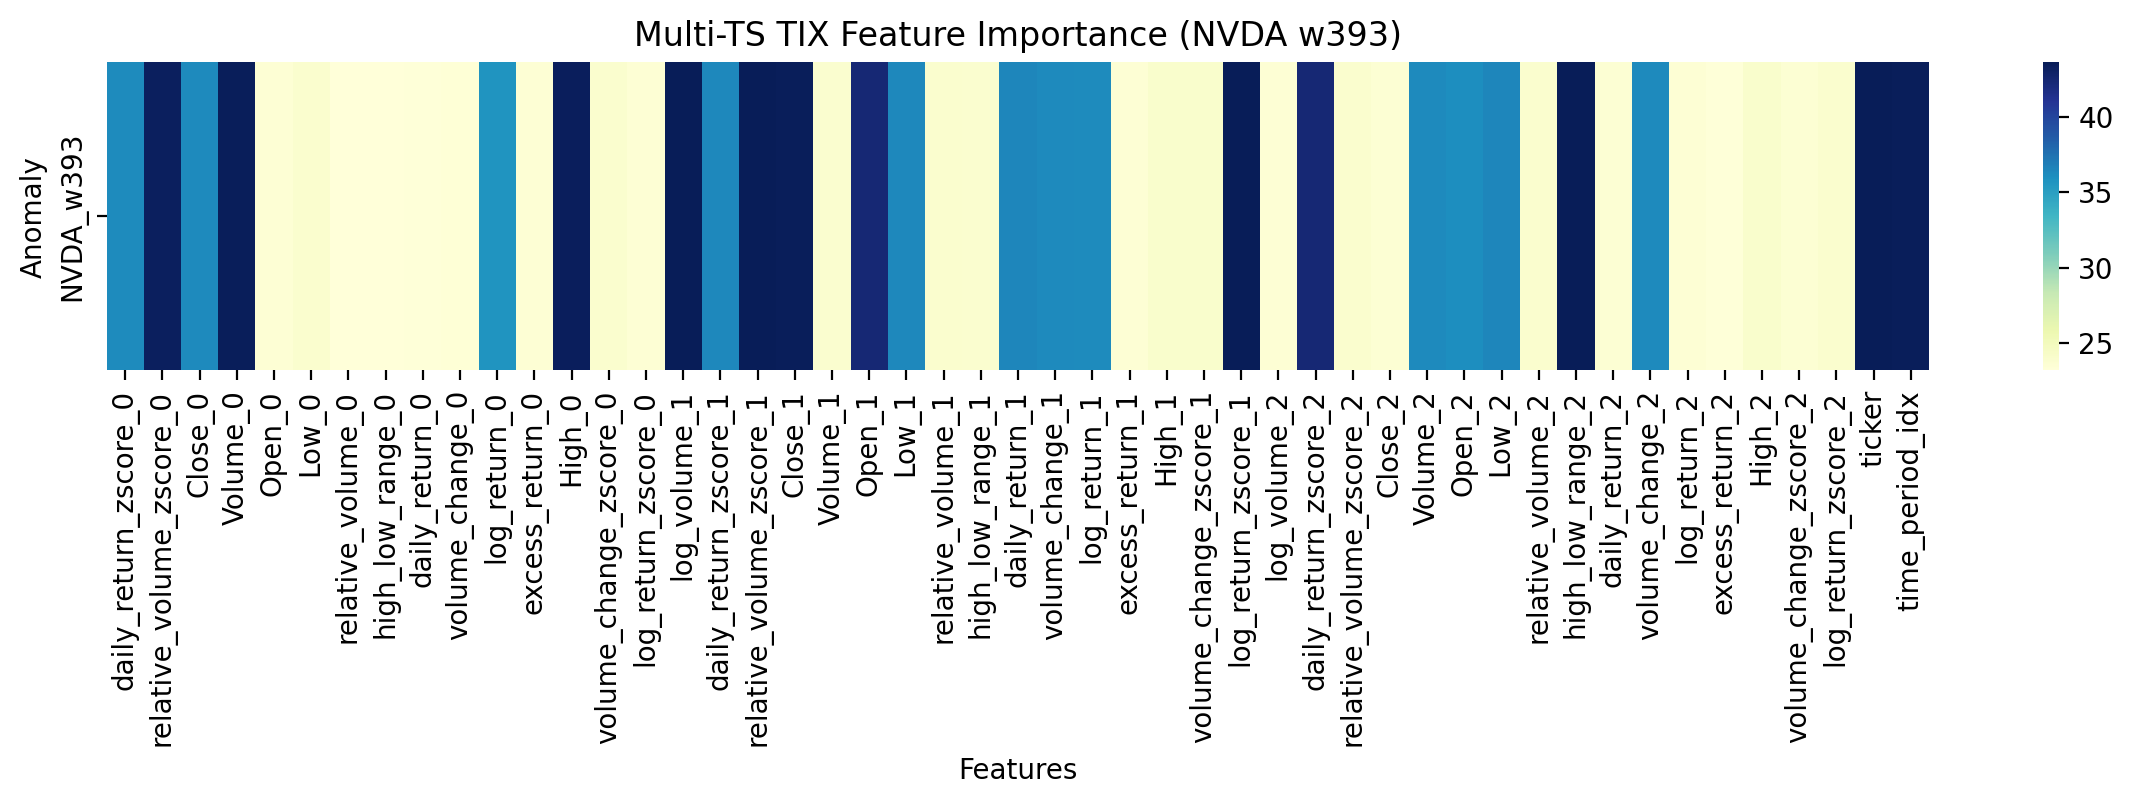 Multi-TS TIX Feature Importance (NVDA w393)
Anomaly
NVDA_w393
40
35
30
25
daily_return_zscore_0
relative_volume_zscore_0
Close_0
Volume_0
Open_0
Low_0
relative_volume_0
high_low_range_0
daily_return_0
volume_change_0
log_return_0
excess_return_0
High_0
volume_change_zscore_0
log_return_zscore_0
log_volume_1
daily_return_zscore_1
relative_volume_zscore_1
Close_1
Volume_1
Open_1
Low_1
relative_volume_1
high_low_range_1
daily_return_1
volume_change_1
log_return_1
excess_return_1
High_1
volume_change_zscore_1
log_return_zscore_1
log_volume_2
daily_return_zscore_2
relative_volume_zscore_2
Close_2
Volume_2
Open_2
Low_2
relative_volume_2
high_low_range_2
daily_return_2
volume_change_2
log_return_2
excess_return_2
High_2
volume_change_zscore_2
log_return_zscore_2
ticker
time_period_idx
Features